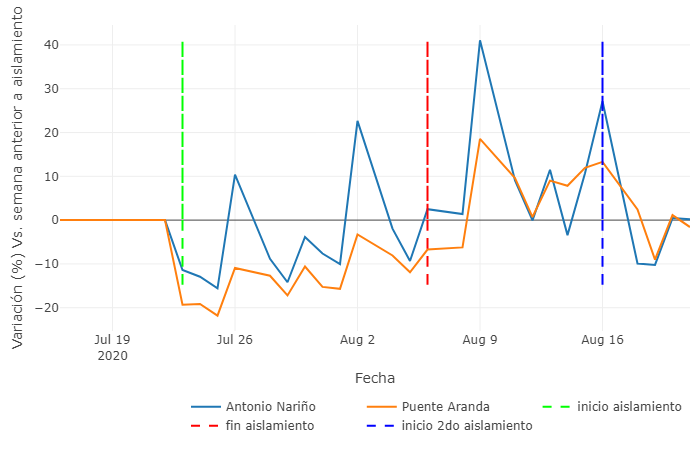 Variación (%) Vs. semana anterior a aislamiento
40
30
20
10
0
−10
−20
Jul 19
2020
Jul 26
Aug 2
Aug 9
Aug 16
Fecha
Antonio Nariño
Puente Aranda
inicio aislamiento
fin aislamiento
inicio 2do aislamiento